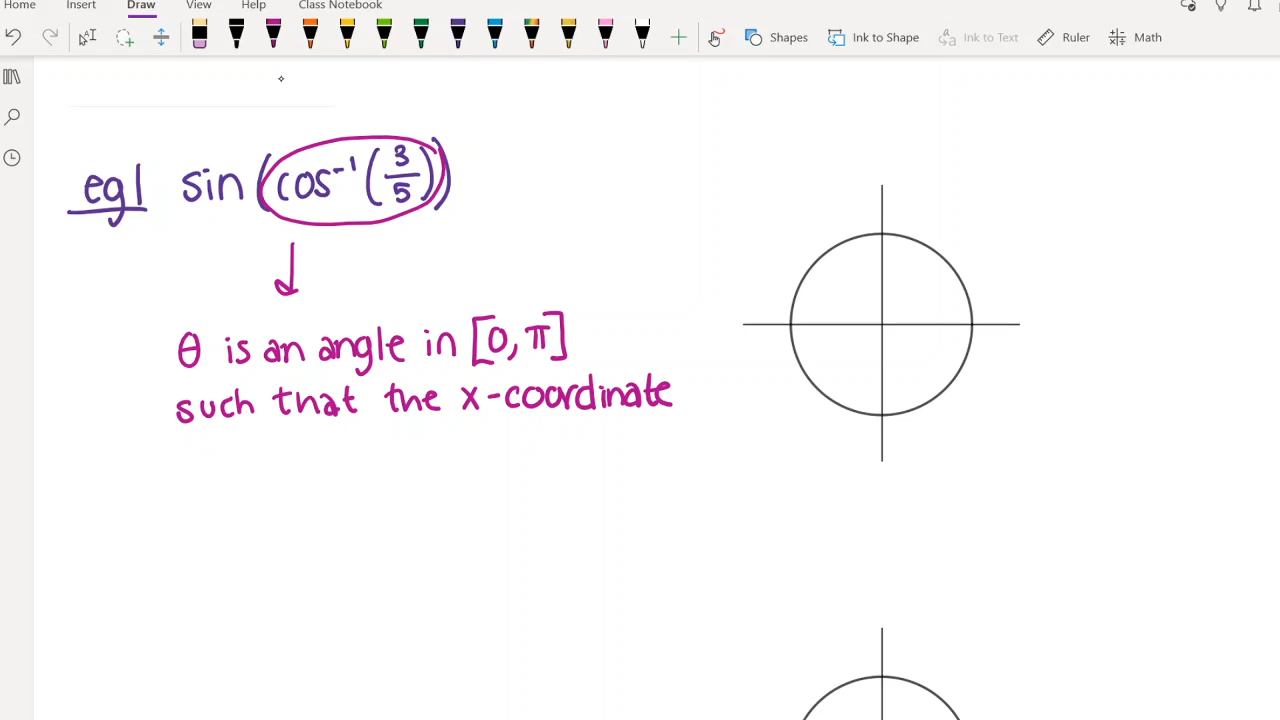 Home Insert Draw View Help Class Notebook
Shapes Ink to Shape Ink to Text Ruler Math
eg1 sin(cos⁻¹(3/5))
θ is an angle in [0, π]
such that the x-coordinate